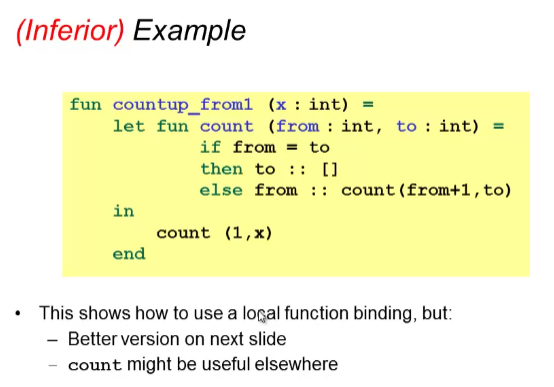 (Inferior) Example
fun countup_from1 (x : int) =
let fun count (from : int, to : int) =
if from = to
then to :: []
else from :: count(from+1,to)
in
count (1,x)
end
• This shows how to use a local function binding, but:
– Better version on next slide
– count might be useful elsewhere